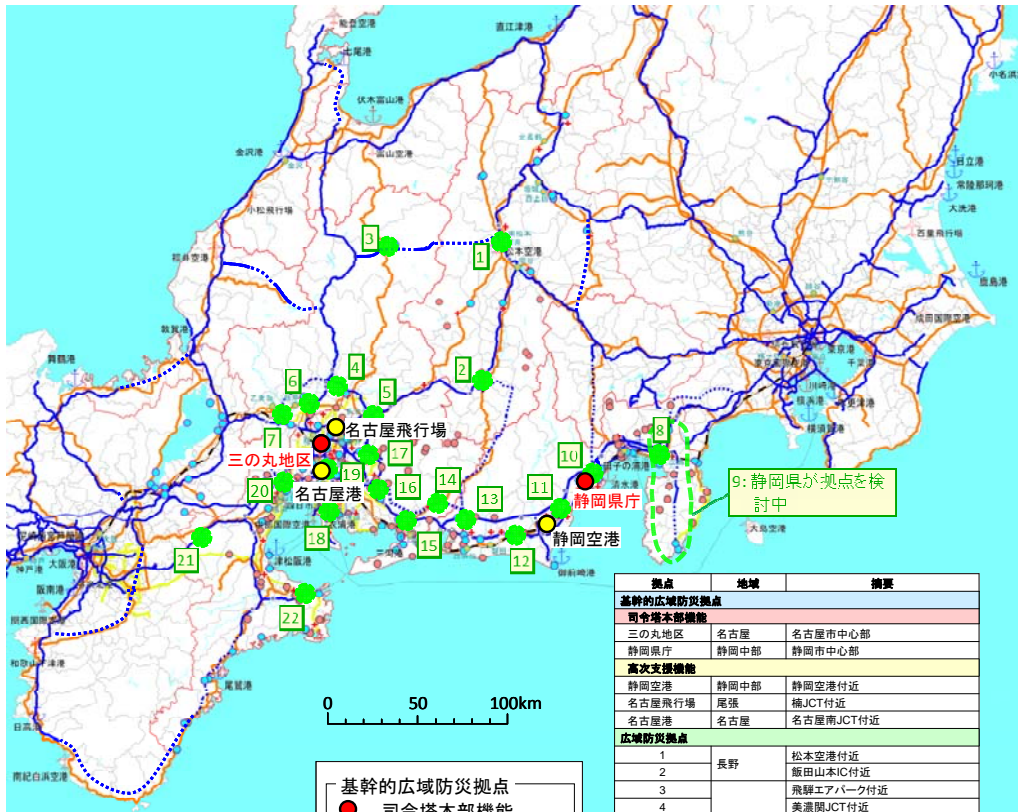 能登空港
七尾港
直江津港
小名浜港
伏木富山港
富山空港
金沢港
金沢
日立港
常陸那珂港
大洗港
小松飛行場
百里飛行場
福井空港
松本空港
鹿島港
敦賀港
成田国際空港
舞鶴港
東京港
千葉港
川崎港
横浜港
木更津港
横須賀港
3
1
2
4
5
6
7
8
名古屋飛行場
三の丸地区
17
19
名古屋港
20
16
14
13
10
11
田子の浦港
清水港
静岡県庁
9: 静岡県が拠点を検
討中
四日市港
中部国際空港
衣浦港
18
15
三河港
12
静岡空港
御前崎港
大島空港
21
津松阪港
大阪港
神戸港
阪南港
関西国際空港
22
和歌山下津港
尾鷲港
日高港
南紀白浜空港
0 50 100km
基幹的広域防災拠点
司令塔本部機能
拠点 地域 摘要
基幹的広域防災拠点
司令塔本部機能
三の丸地区 名古屋 名古屋市中心部
静岡県庁 静岡中部 静岡市中心部
高次支援機能
静岡空港 静岡中部 静岡空港付近
名古屋飛行場 尾張 楠JCT付近
名古屋港 名古屋 名古屋南JCT付近
広域防災拠点
1 長野 松本空港付近
2 飯田山本IC付近
3 飛騨エアパーク付近
4 美濃関JCT付近